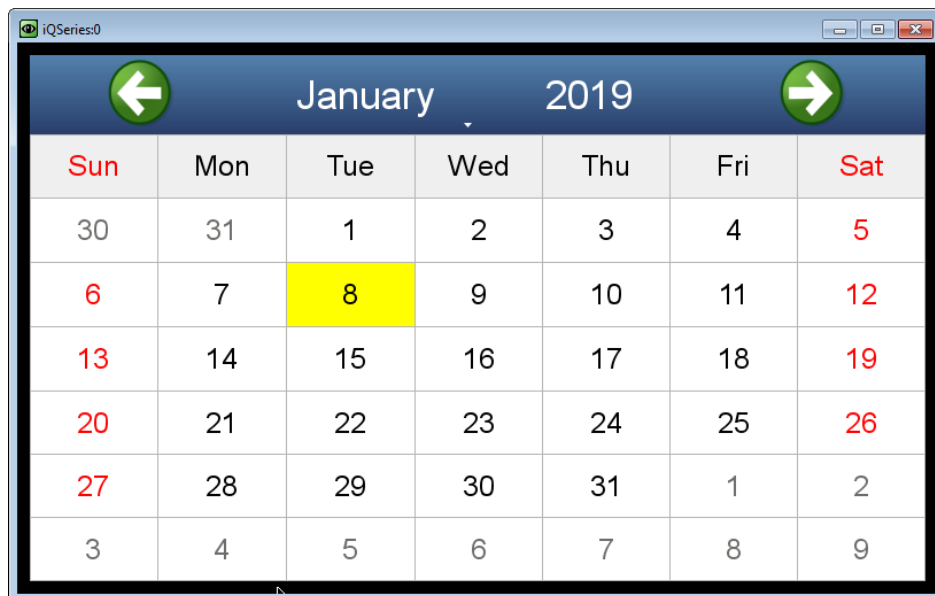 iQSeries:0
January 2019
Sun Mon Tue Wed Thu Fri Sat
30 31 1 2 3 4 5
6 7 8 9 10 11 12
13 14 15 16 17 18 19
20 21 22 23 24 25 26
27 28 29 30 31 1 2
3 4 5 6 7 8 9